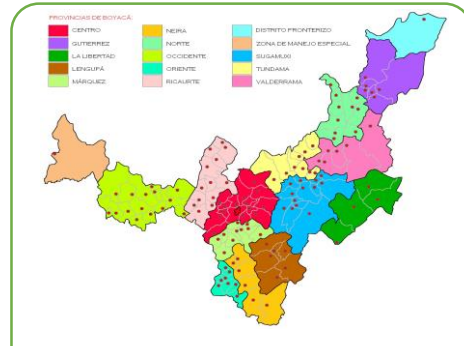 PROVINCIAS DE BOYACÁ:
CENTRO
GUTERREZ
LA LIBERTAD
LENGUPÁ
MÁRQUEZ
NEIRA
NORTE
OCCIDENTE
ORIENTE
RICAURTE
DISTRITO FRONTERIZO
ZONA DE MANEJO ESPECIAL
SUGAMUXI
TUNDAMA
VALDERRAMA